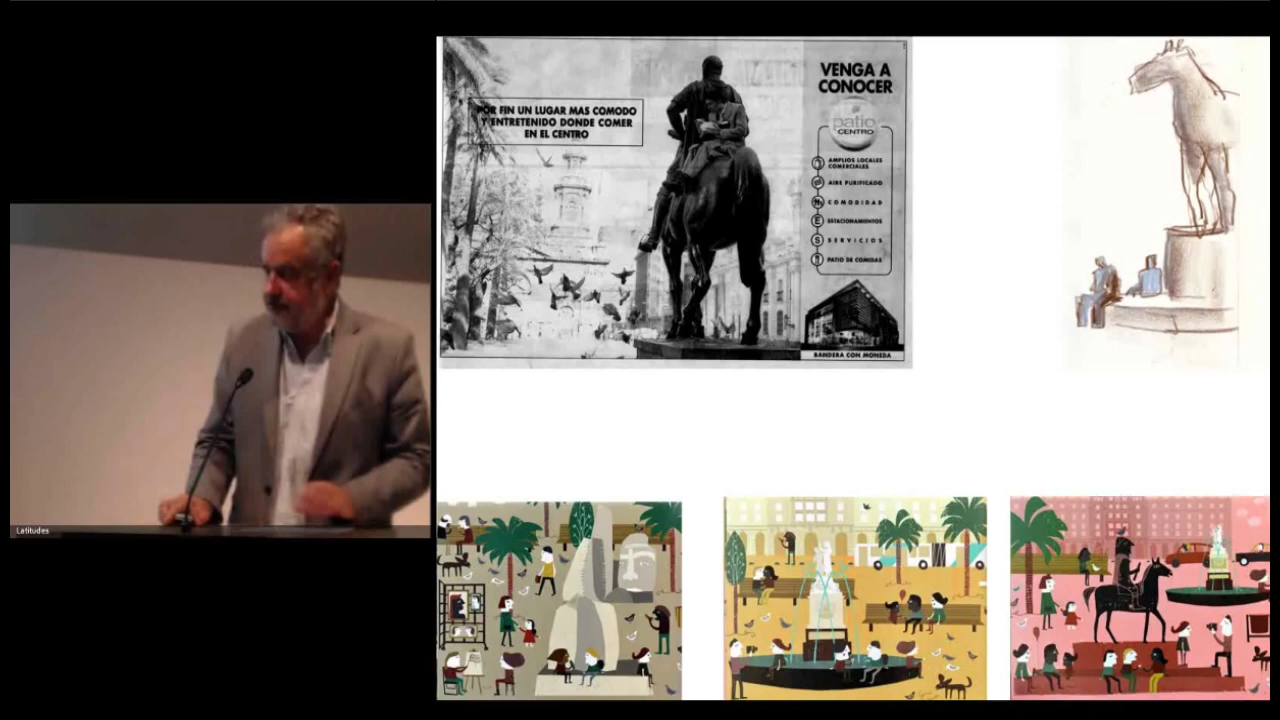 POR FIN UN LUGAR MAS COMODO
Y ENTRETENIDO DONDE COMER
EN EL CENTRO
VENGA A
CONOCER
patio
CENTRO
AMPLIOS LOCALES
COMERCIALES
AIRE PURIFICADO
COMODIDAD
E ESTACIONAMIENTOS
S SERVICIOS
PATIO DE COMIDAS
BANDERA CON MONEDA
Latitudes